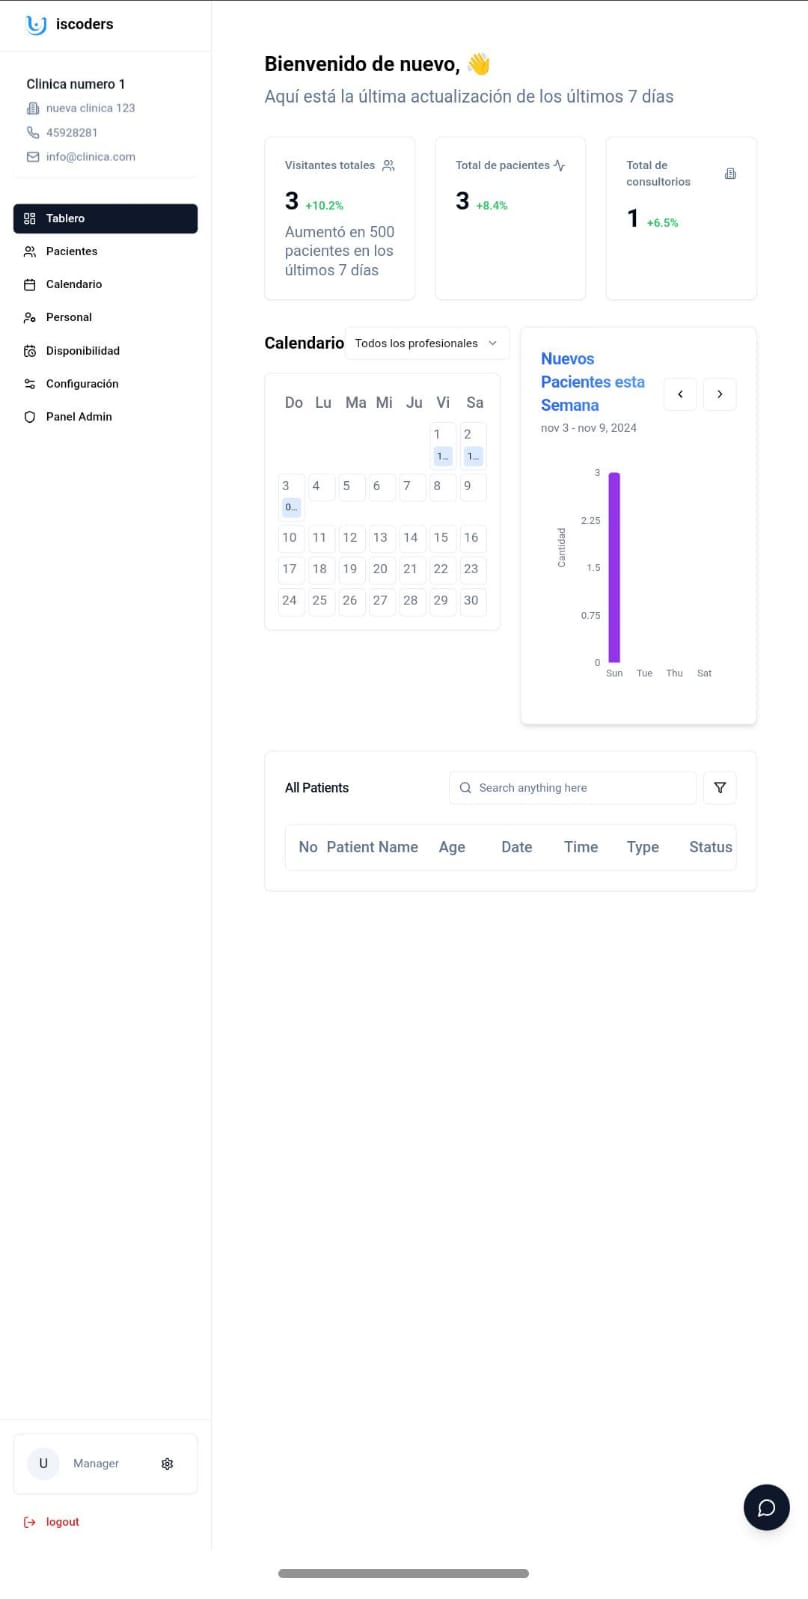 iscoders
Clinica numero 1
nueva clinica 123
45928281
info@clinica.com
Tablero
Pacientes
Calendario
Personal
Disponibilidad
Configuración
Panel Admin
U Manager
logout
Bienvenido de nuevo, 👋
Aquí está la última actualización de los últimos 7 días
Visitantes totales
3 +10.2%
Aumentó en 500
pacientes en los
últimos 7 días
Total de pacientes
3 +8.4%
Total de
consultorios
1 +6.5%
Calendario Todos los profesionales
Do Lu Ma Mi Ju Vi Sa
1 2
1... 1...
3 4 5 6 7 8 9
0...
10 11 12 13 14 15 16
17 18 19 20 21 22 23
24 25 26 27 28 29 30
Nuevos
Pacientes esta
Semana
nov 3 - nov 9, 2024
3
2.25
Cantidad
1.5
0.75
0
Sun Tue Thu Sat
All Patients Search anything here
No Patient Name Age Date Time Type Status